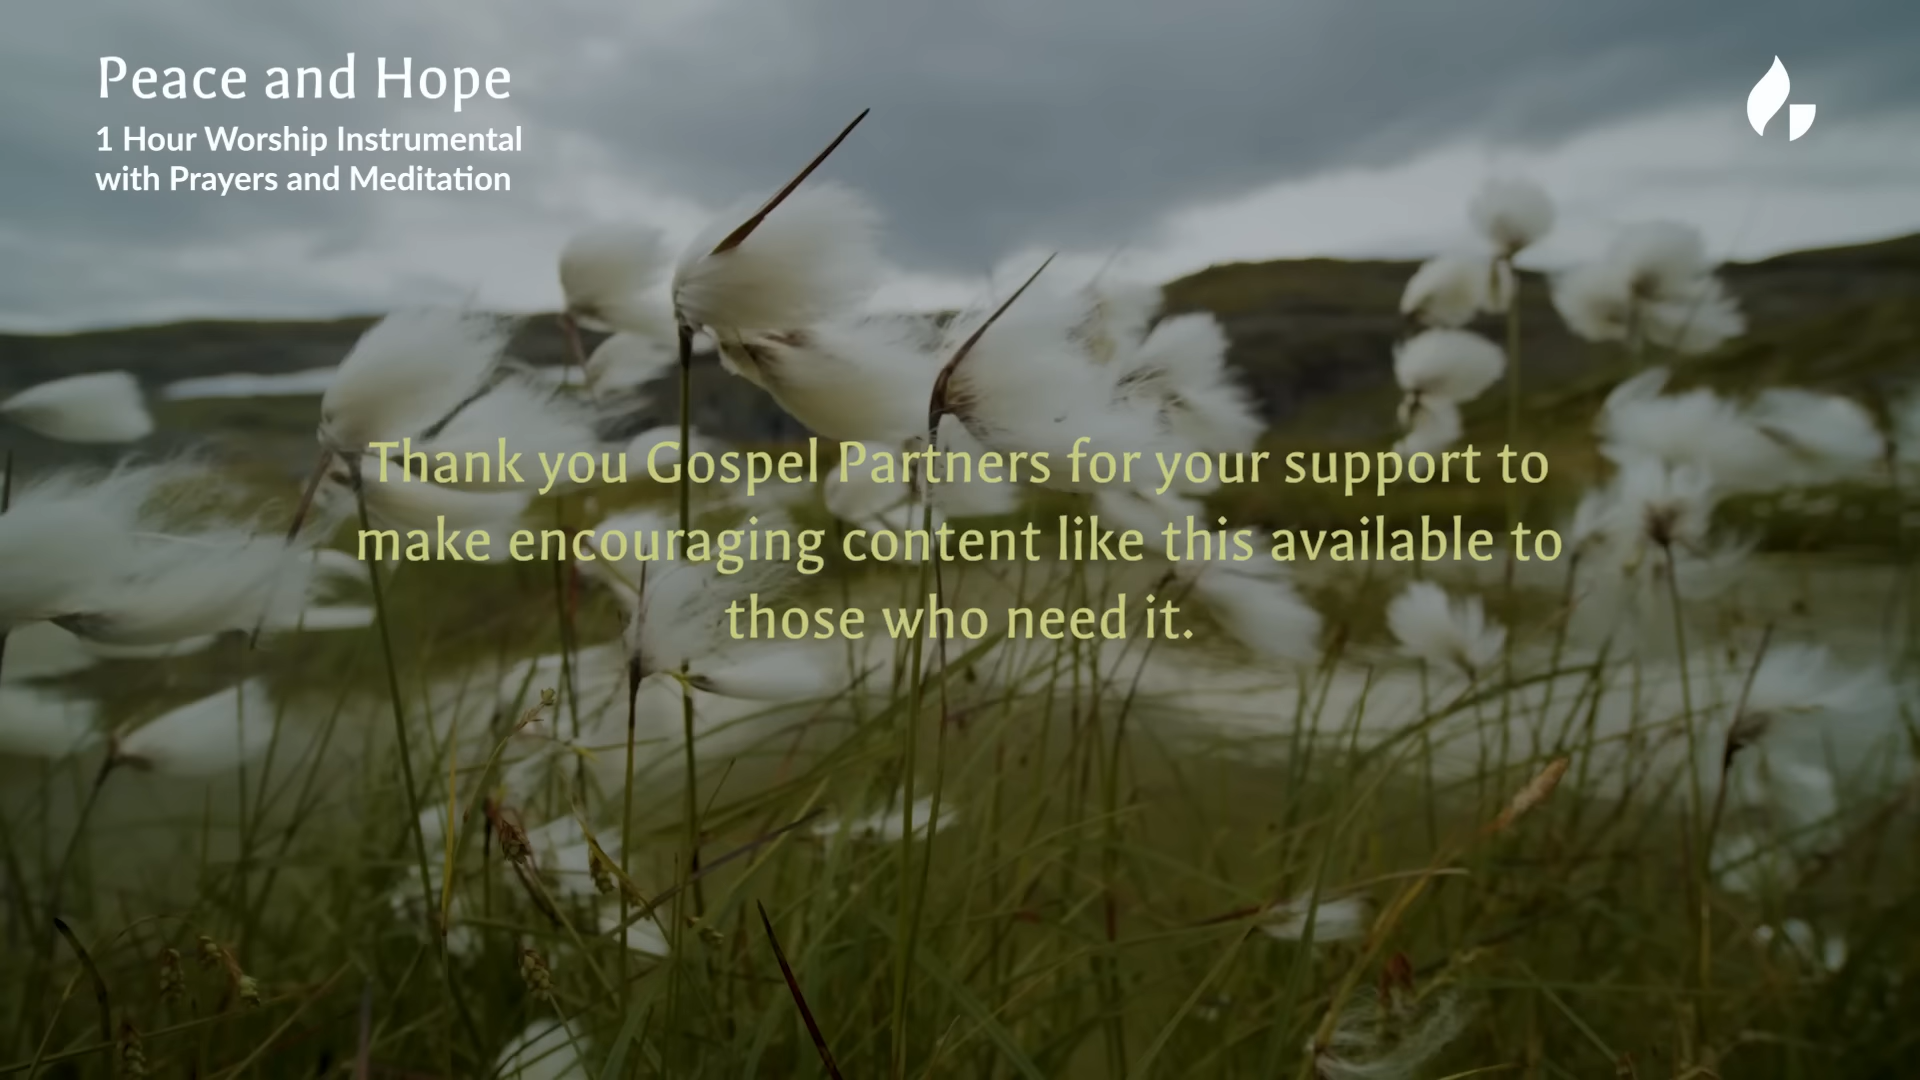 Peace and Hope
1 Hour Worship Instrumental
with Prayers and Meditation
Thank you Gospel Partners for your support to
make encouraging content like this available to
those who need it.